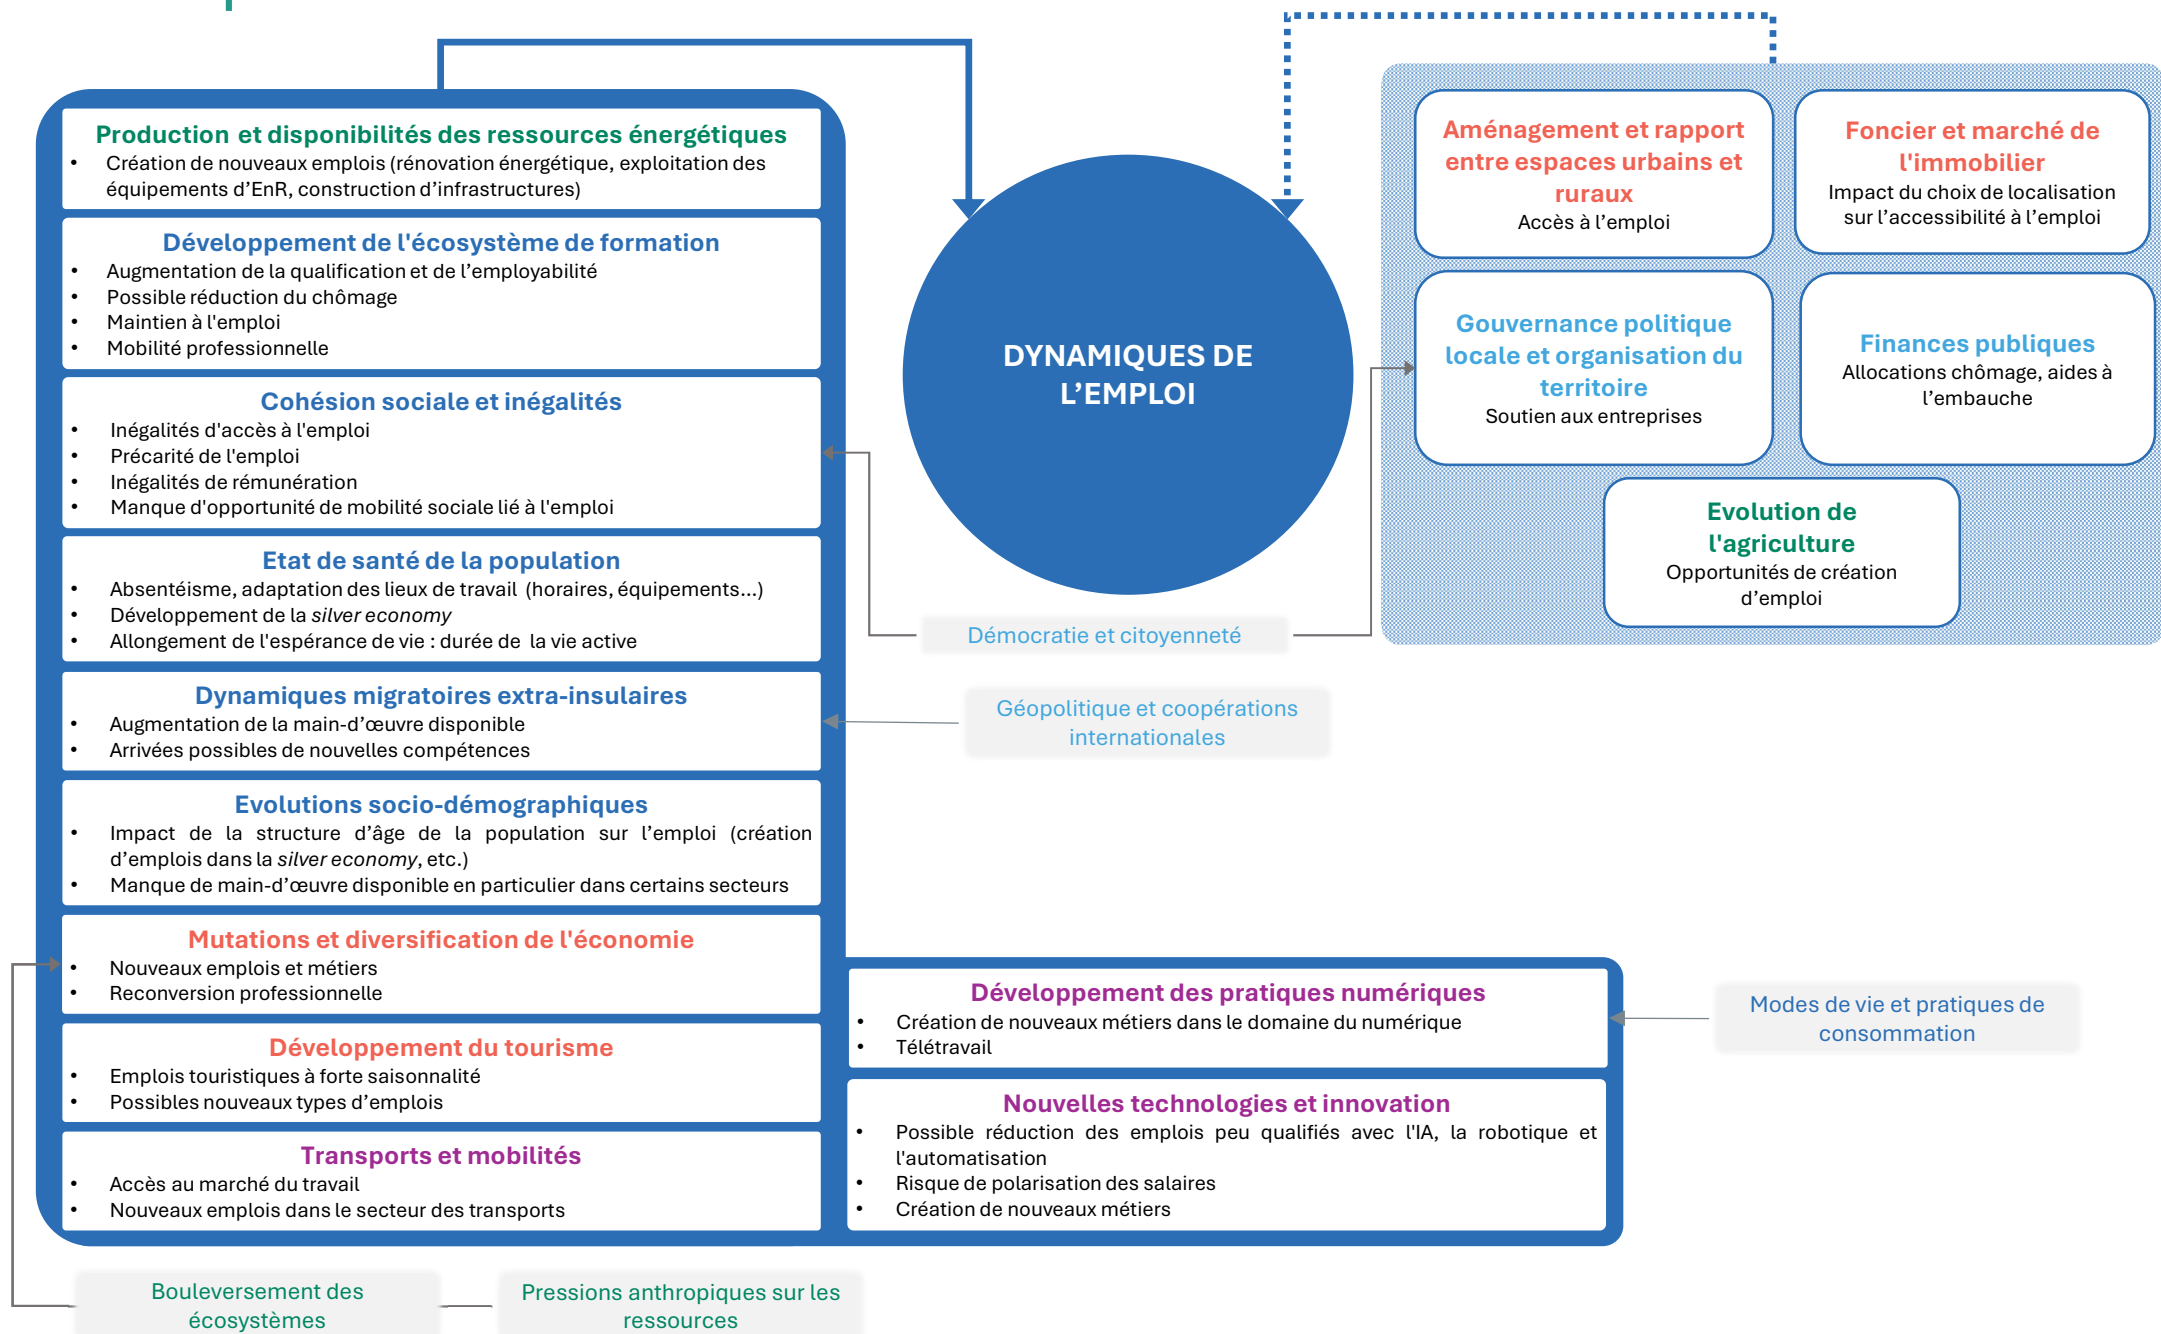 Production et disponibilités des ressources énergétiques
• Création de nouveaux emplois (rénovation énergétique, exploitation des
équipements d’EnR, construction d’infrastructures)
Développement de l'écosystème de formation
• Augmentation de la qualification et de l’employabilité
• Possible réduction du chômage
• Maintien à l'emploi
• Mobilité professionnelle
Cohésion sociale et inégalités
• Inégalités d'accès à l'emploi
• Précarité de l'emploi
• Inégalités de rémunération
• Manque d'opportunité de mobilité sociale lié à l'emploi
Etat de santé de la population
• Absentéisme, adaptation des lieux de travail (horaires, équipements...)
• Développement de la silver economy
• Allongement de l'espérance de vie : durée de la vie active
Dynamiques migratoires extra-insulaires
• Augmentation de la main-d’œuvre disponible
• Arrivées possibles de nouvelles compétences
Evolutions socio-démographiques
• Impact de la structure d’âge de la population sur l’emploi (création
d’emplois dans la silver economy, etc.)
• Manque de main-d’œuvre disponible en particulier dans certains secteurs
Mutations et diversification de l'économie
• Nouveaux emplois et métiers
• Reconversion professionnelle
Développement du tourisme
• Emplois touristiques à forte saisonnalité
• Possibles nouveaux types d’emplois
Transports et mobilités
• Accès au marché du travail
• Nouveaux emplois dans le secteur des transports
Développement des pratiques numériques
• Création de nouveaux métiers dans le domaine du numérique
• Télétravail
Nouvelles technologies et innovation
• Possible réduction des emplois peu qualifiés avec l'IA, la robotique et
l'automatisation
• Risque de polarisation des salaires
• Création de nouveaux métiers
DYNAMIQUES DE
L’EMPLOI
Aménagement et rapport
entre espaces urbains et
ruraux
Accès à l’emploi
Foncier et marché de
l'immobilier
Impact du choix de localisation
sur l’accessibilité à l’emploi
Gouvernance politique
locale et organisation du
territoire
Soutien aux entreprises
Finances publiques
Allocations chômage, aides à
l’embauche
Evolution de
l'agriculture
Opportunités de création
d’emploi
Démocratie et citoyenneté
Géopolitique et coopérations
internationales
Modes de vie et pratiques de
consommation
Bouleversement des
écosystèmes
Pressions anthropiques sur les
ressources